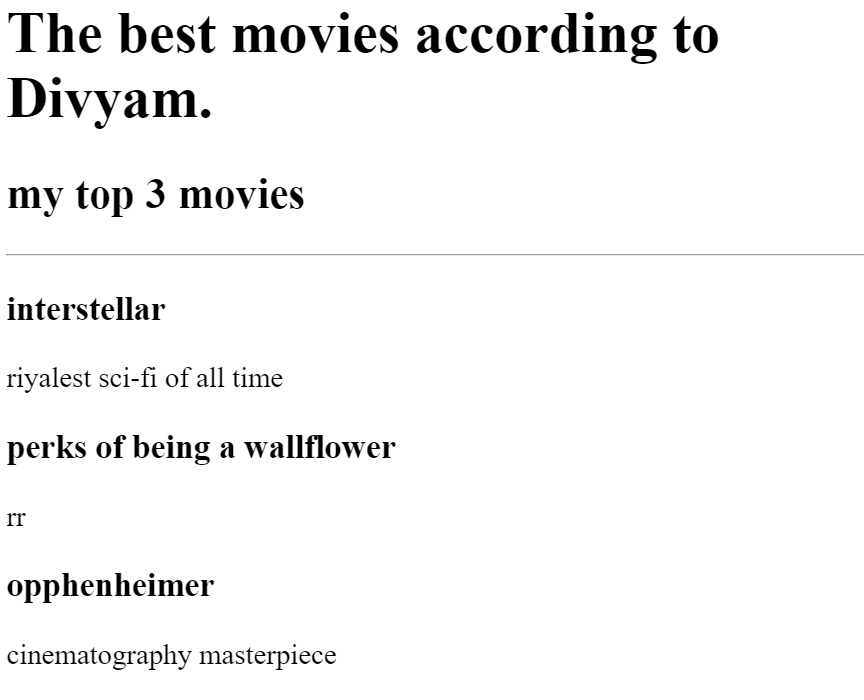 The best movies according to
Divyam.
my top 3 movies
interstellar
riyalest sci-fi of all time
perks of being a wallflower
rr
opphenheimer
cinematography masterpiece